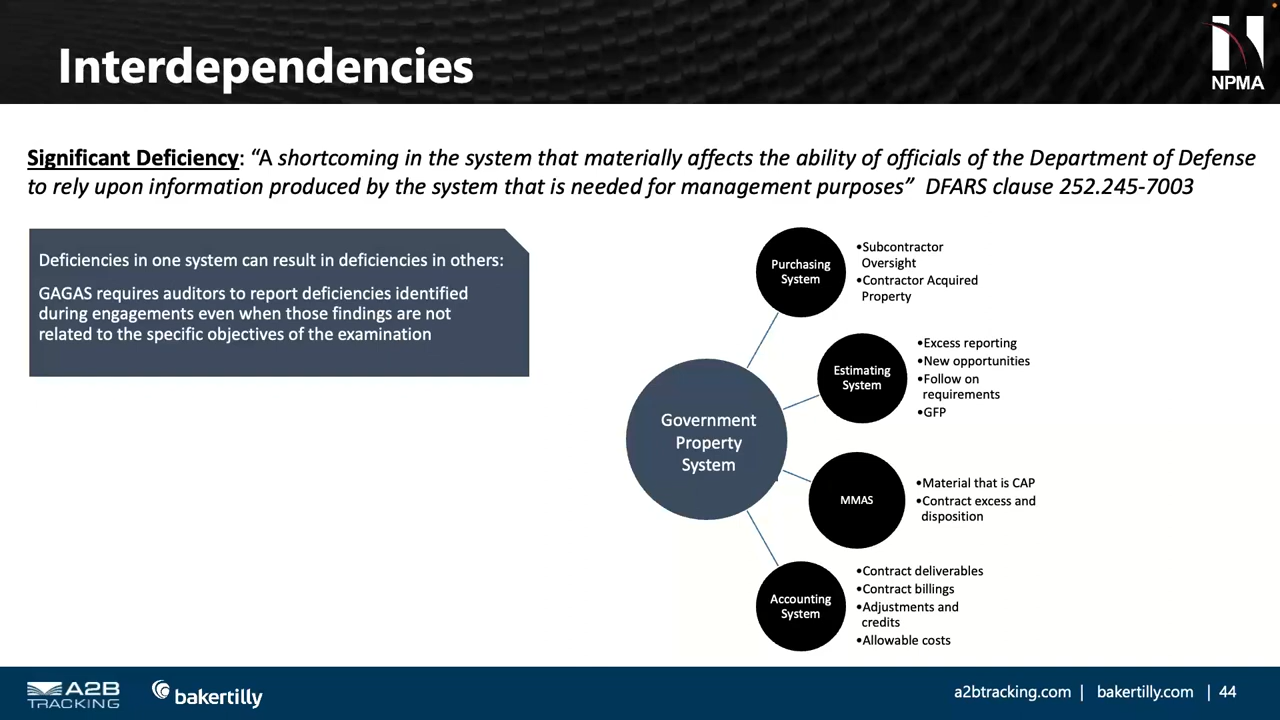 Interdependencies
NPMA
Significant Deficiency: “A shortcoming in the system that materially affects the ability of officials of the Department of Defense
to rely upon information produced by the system that is needed for management purposes” DFARS clause 252.245-7003
Deficiencies in one system can result in deficiencies in others:
GAGAS requires auditors to report deficiencies identified
during engagements even when those findings are not
related to the specific objectives of the examination
Government
Property
System
Purchasing
System
•Subcontractor
Oversight
•Contractor Acquired
Property
Estimating
System
•Excess reporting
•New opportunities
•Follow on
requirements
•GFP
MMAS
•Material that is CAP
•Contract excess and
disposition
Accounting
System
•Contract deliverables
•Contract billings
•Adjustments and
credits
•Allowable costs
A2B
TRACKING
bakertilly
a2btracking.com | bakertilly.com | 44